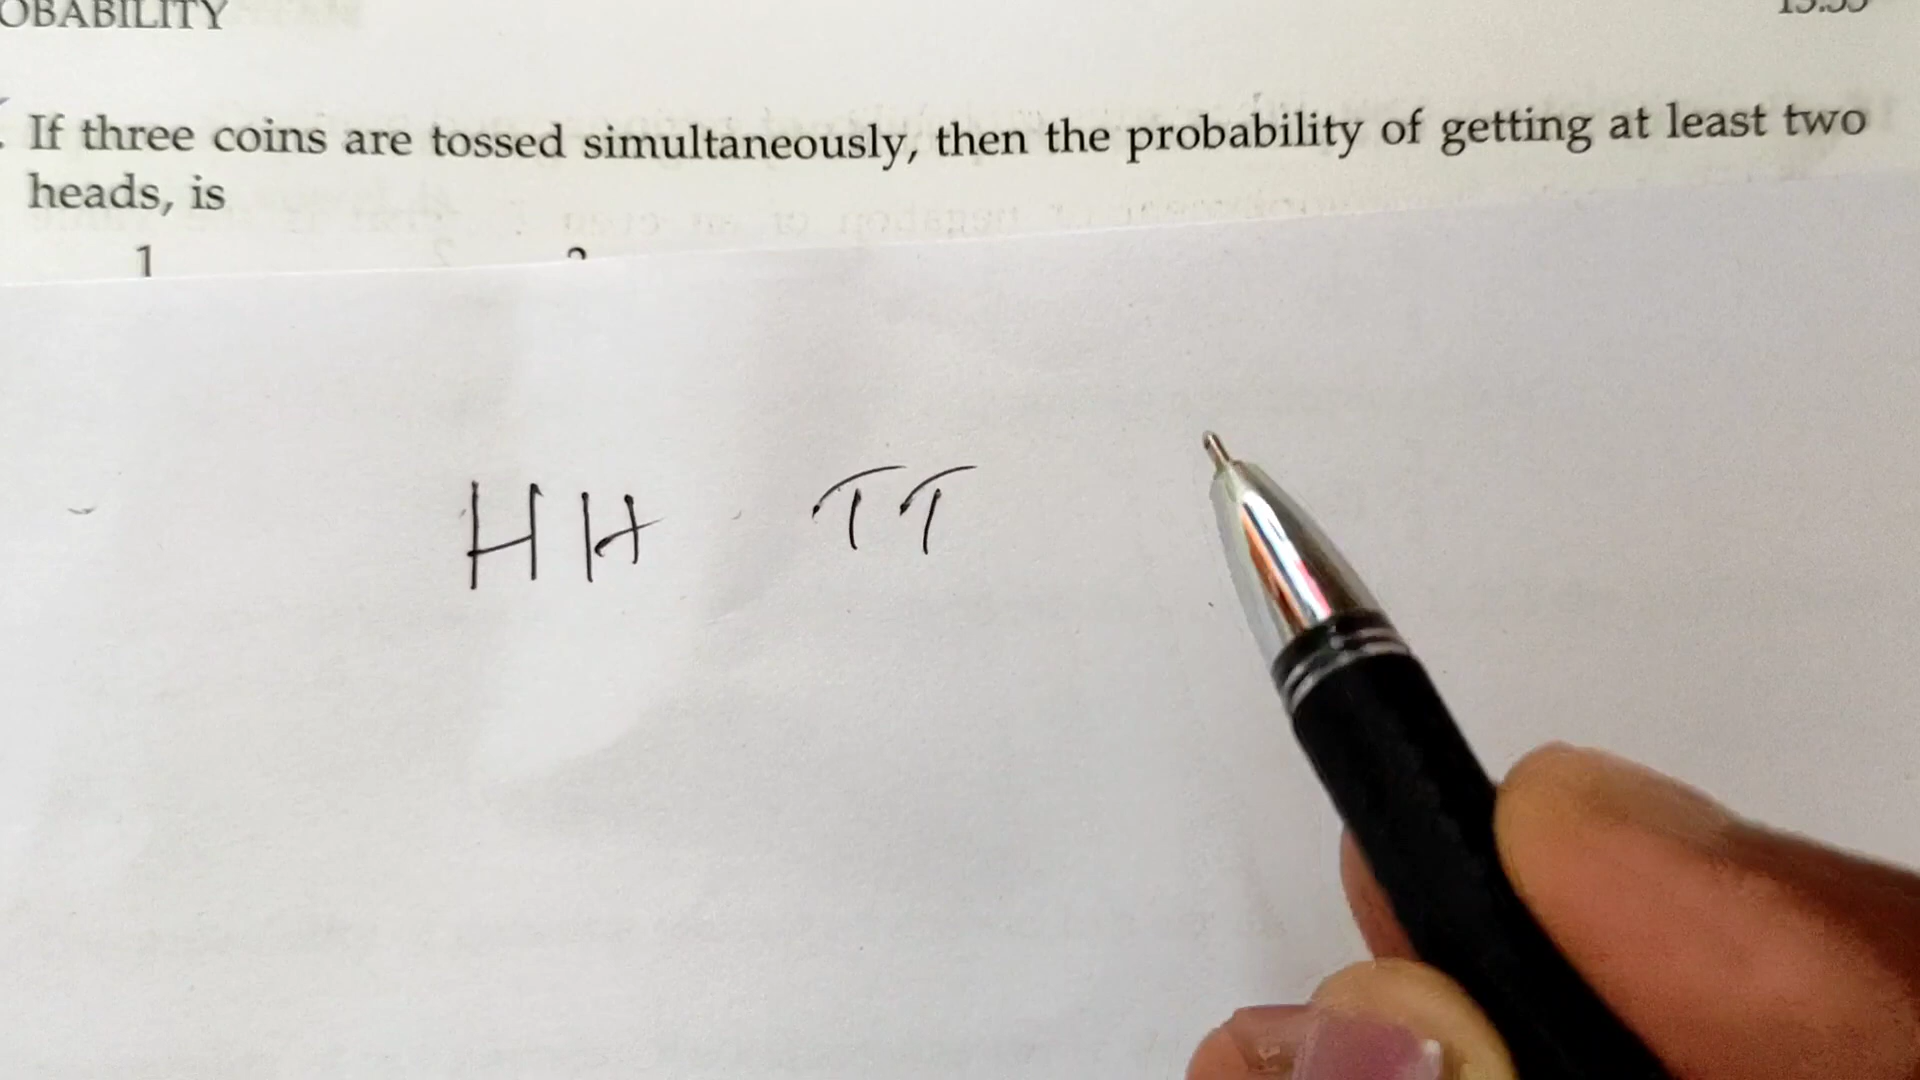 OBABILITY
If three coins are tossed simultaneously, then the probability of getting at least two
heads, is
1
HH TT